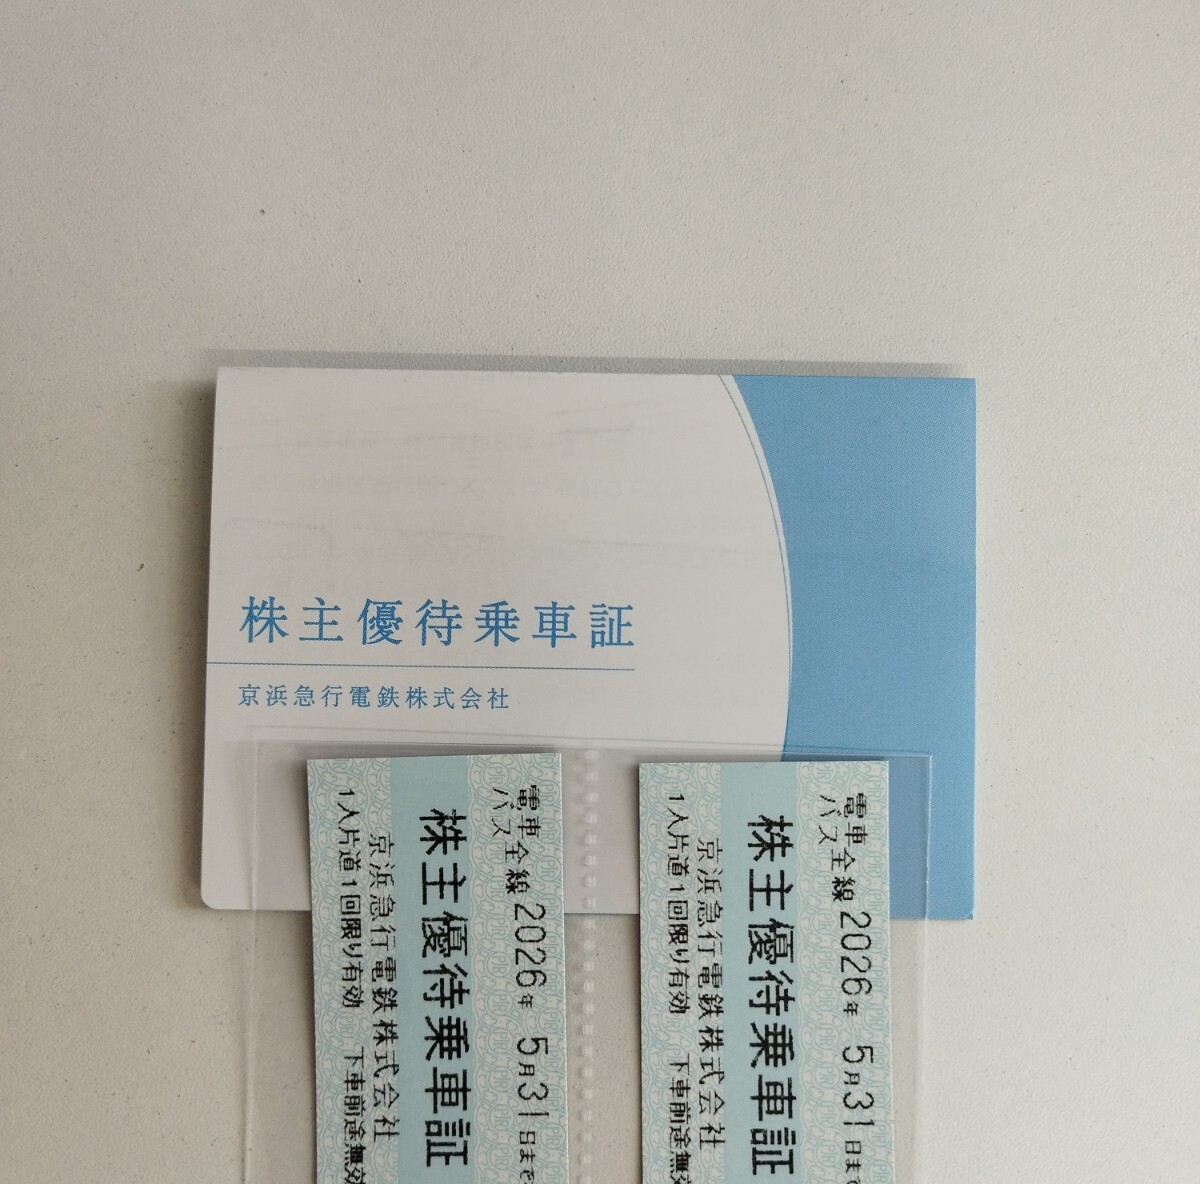 株主優待乗車証
京浜急行電鉄株式会社
電車全線
バス
2026年 5月31日まで
株主優待乗車証
京浜急行電鉄株式会社
1人片道1回限り有効 下車前途無効
電車全線
バス
2026年 5月31日まで
株主優待乗車証
京浜急行電鉄株式会社
1人片道1回限り有効 下車前途無